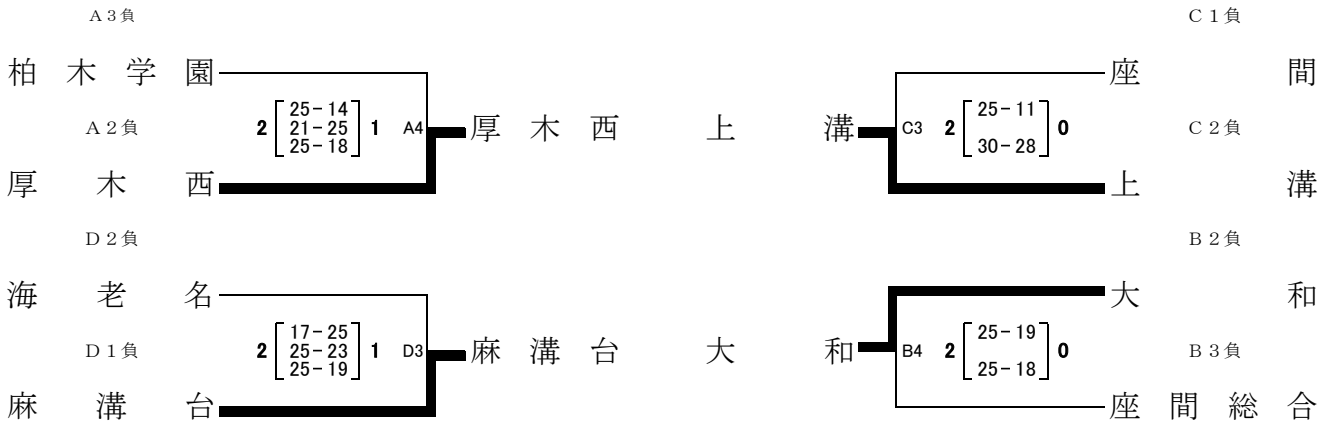 A3負 C1負
柏木学園 座間
25-14 25-11
A2負 2 21-25 1 A4 厚木西 上溝 C3 2 0 C2負
25-18 30-28
厚木西 上溝
D2負 B2負
海老名 大和
17-25 25-19
D1負 2 25-23 1 D3 麻溝台 大和 B4 2 0 B3負
25-19 25-18
麻溝台 座間総合